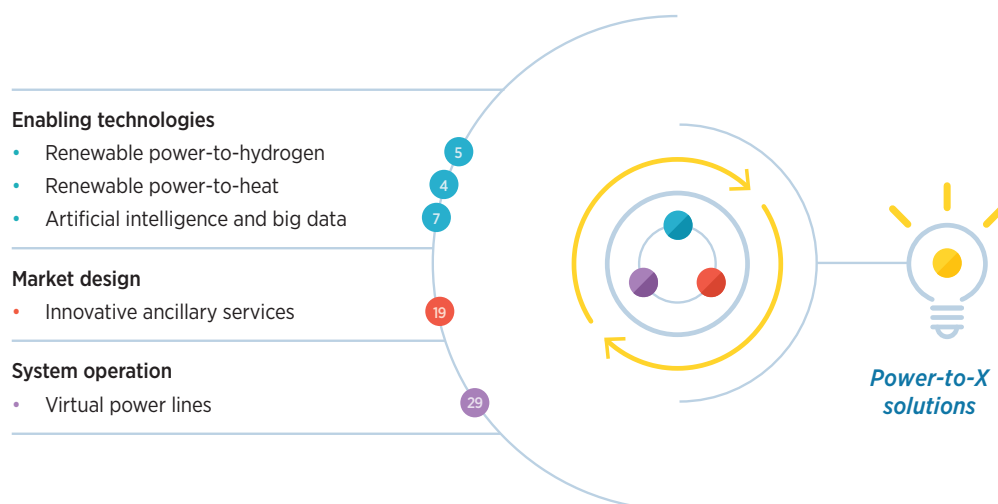 Enabling technologies
• Renewable power-to-hydrogen 5
• Renewable power-to-heat 4
• Artificial intelligence and big data 7
Market design
• Innovative ancillary services 19
System operation
• Virtual power lines 29
Power-to-X
solutions